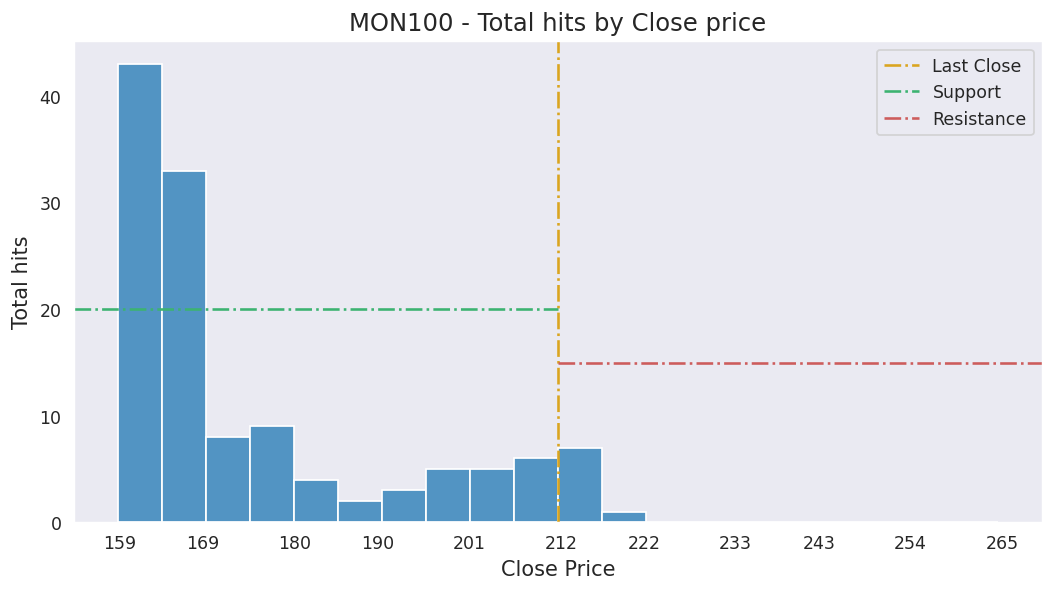 MON100 - Total hits by Close price
Last Close
Support
Resistance
Total hits
40
30
20
10
0
159 169 180 190 201 212 222 233 243 254 265
Close Price